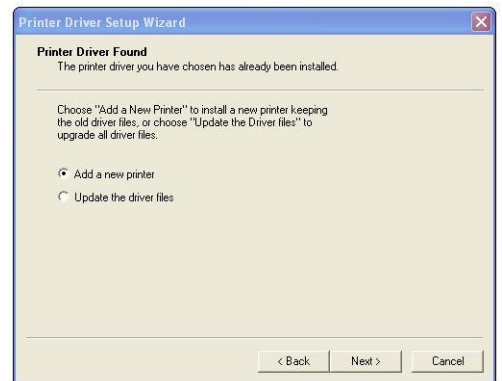 Printer Driver Setup Wizard
Printer Driver Found
The printer driver you have chosen has already been installed.
Choose "Add a New Printer" to install a new printer keeping
the old driver files, or choose "Update the Driver files" to
upgrade all driver files.
Add a new printer
Update the driver files
< Back
Next >
Cancel